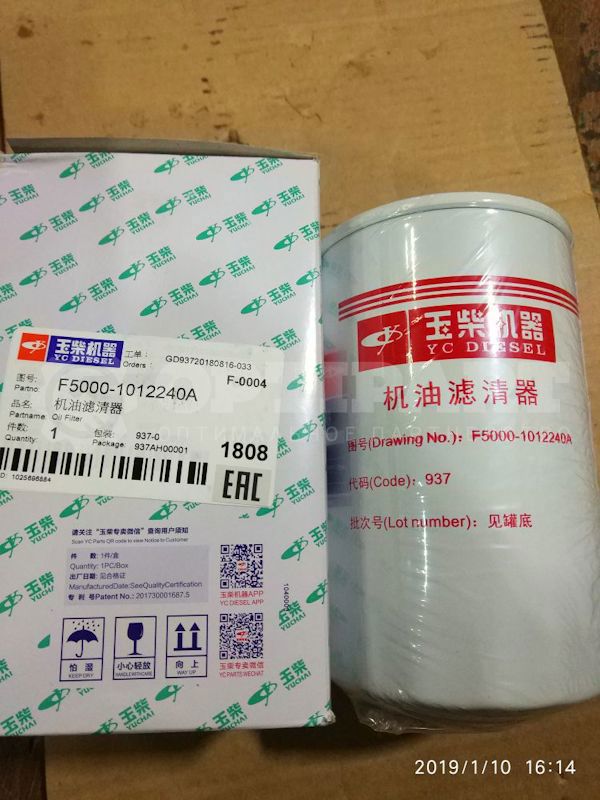 玉柴
YUCHAI
玉柴机器
YC DIESEL
工单:
Orders :
GD93720180816-033
图号:
Partno:
F5000-1012240A
F-0004
品名:
Partname:
机油滤清器
Oil Filter
件数:
Quantity:
1
包装:
Package:
937-0
937AH00001
1808
ID: 1025696884
EAC
请关注“玉柴专卖微信”查询用户须知
Scan YC Parts QR code to view Notice to Customer
件 数:1件/盒
Quantity:1PC/Box
出厂日期:见合格证
ManufacturedDate:SeeQualityCertification
专 利 号Patent No.: 201730001687.5
玉柴机器APP
YC DIESEL APP
玉柴专卖微信
YC PARTS WECHAT
怕 湿
KEEP DRY
小心轻放
HANDLE WITH CARE
向 上
WAY UP
玉柴机器
YC DIESEL
机油滤清器
图号(Drawing No.): F5000-1012240A
代码(Code): 937
批次号(Lot number): 见罐底
ОПТИМАЛЬНОЕ ПАРТНЕР
2019/1/10 16:14